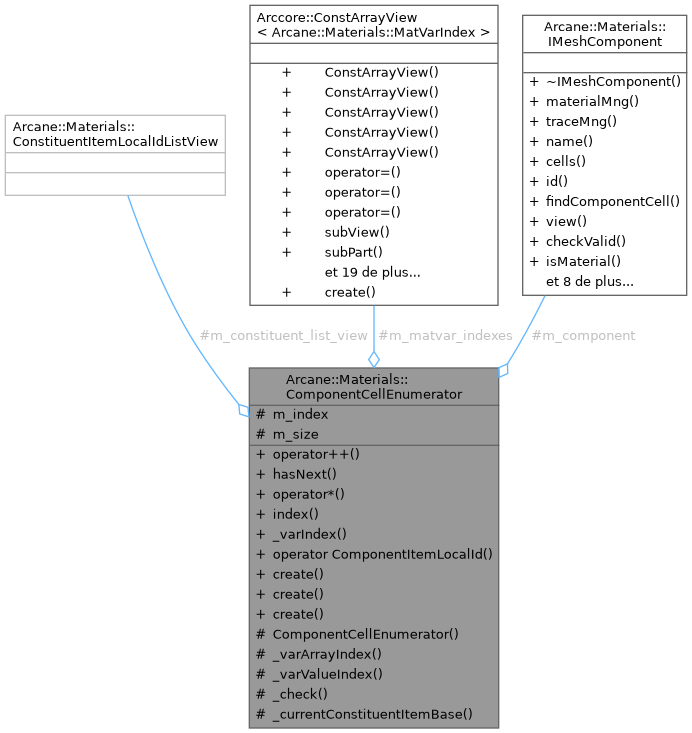 Arccore::ConstArrayView
< Arcane::Materials::MatVarIndex >
+ ConstArrayView()
+ ConstArrayView()
+ ConstArrayView()
+ ConstArrayView()
+ ConstArrayView()
+ operator=()
+ operator=()
+ operator=()
+ subView()
+ subPart()
et 19 de plus...
+ create()
Arcane::Materials::
IMeshComponent
+ ~IMeshComponent()
+ materialMng()
+ traceMng()
+ name()
+ cells()
+ id()
+ findComponentCell()
+ view()
+ checkValid()
+ isMaterial()
et 8 de plus...
Arcane::Materials::
ConstituentItemLocalIdListView
#m_constituent_list_view
#m_matvar_indexes
#m_component
Arcane::Materials::
ComponentCellEnumerator
# m_index
# m_size
+ operator++()
+ hasNext()
+ operator*()
+ index()
+ _varIndex()
+ operator ComponentItemLocalId()
+ create()
+ create()
+ create()
# ComponentCellEnumerator()
# _varArrayIndex()
# _varValueIndex()
# _check()
# _currentConstituentItemBase()